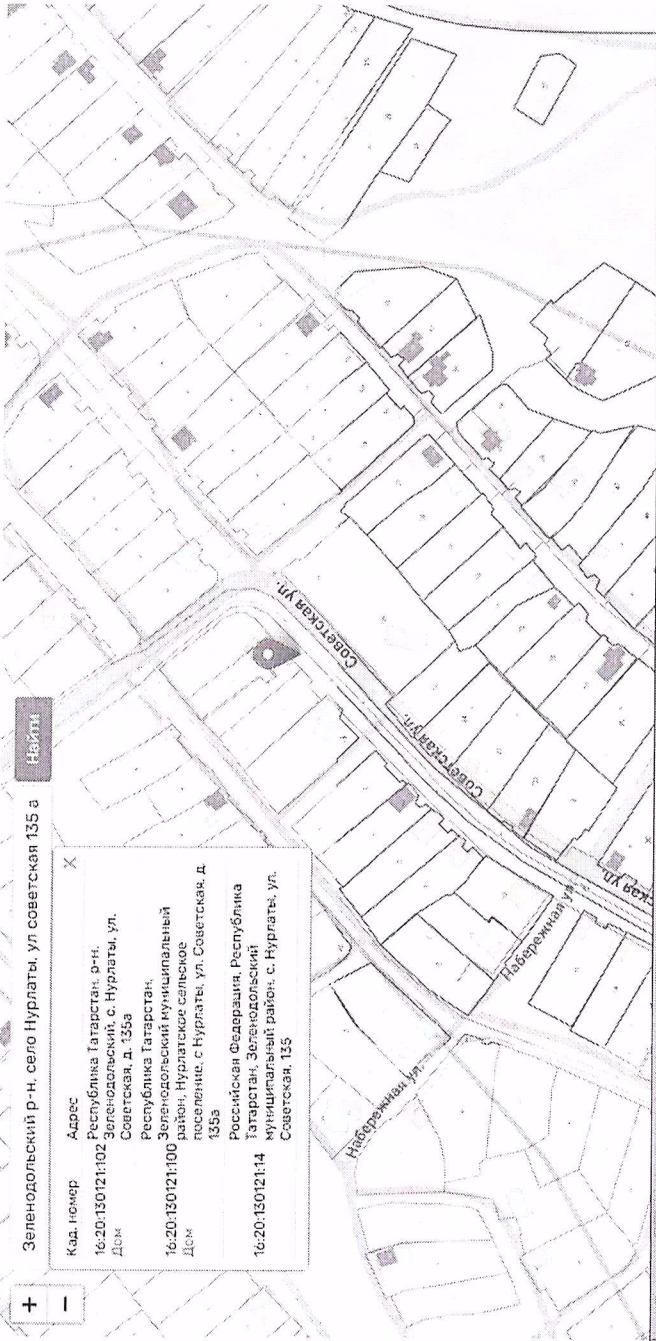 +
−
Зеленодольский р-н, село Нурлаты, ул советская 135 а
Найти
Кад. номер Адрес
×
16:20:130121:102 Республика Татарстан, р-н.
Дом Зеленодольский, с. Нурлаты, ул.
Советская, д. 135а
Республика Татарстан,
16:20:130121:100 Зеленодольский муниципальный
Дом район, Нурлатское сельское
поселение, с Нурлаты, ул. Советская, д.
135а
Российская Федерация, Республика
16:20:130121:14 Татарстан, Зеленодольский
муниципальный район, с. Нурлаты, ул.
Советская, 135
Советская ул.
Советская ул.
Набережная ул.
Набережная ул.
ская ул.